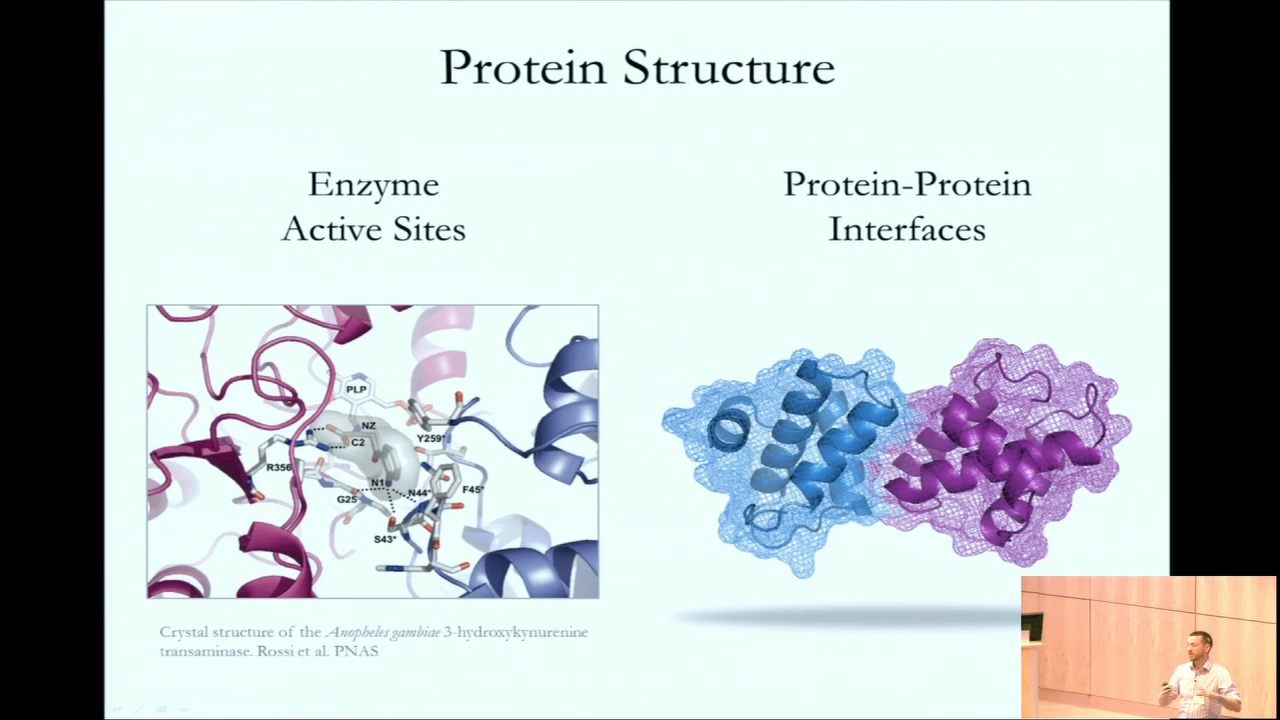 Protein Structure
Enzyme
Active Sites
Protein-Protein
Interfaces
PLP
NZ
C2
Y259*
R356
N1
N44*
F45*
G25
S43*
Crystal structure of the Anopheles gambiae 3-hydroxykynurenine
transaminase. Rossi et al. PNAS